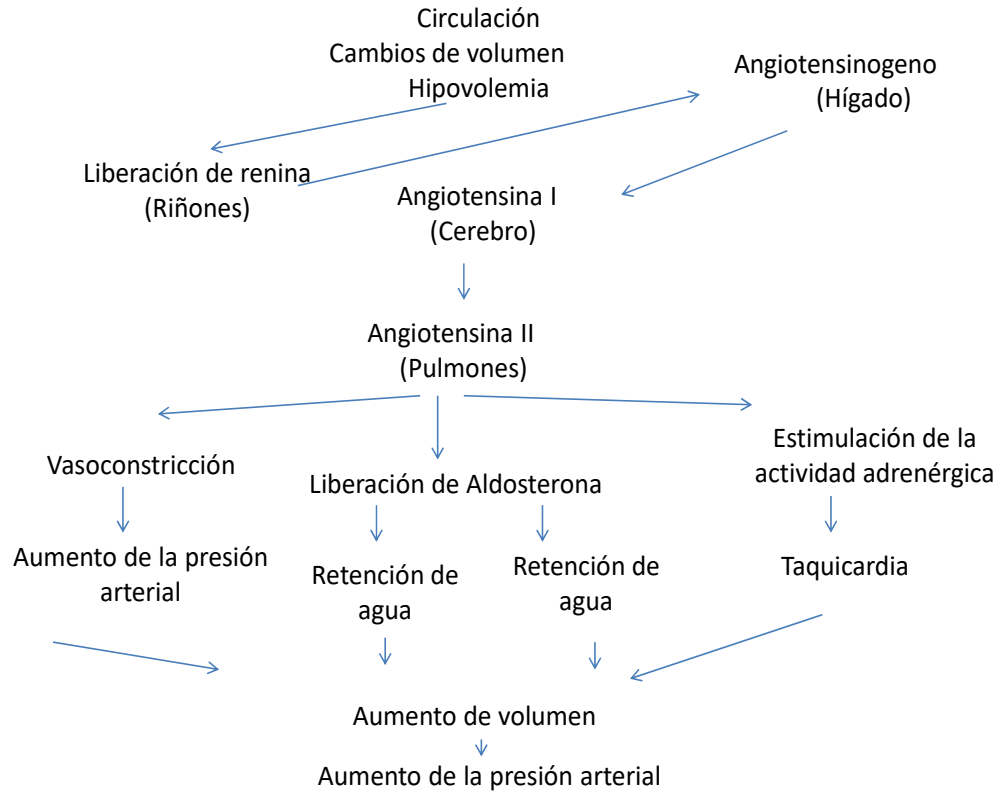 Circulación
Cambios de volumen
Hipovolemia
Angiotensinogeno
(Hígado)
Liberación de renina
(Riñones)
Angiotensina I
(Cerebro)
Angiotensina II
(Pulmones)
Vasoconstricción
Liberación de Aldosterona
Estimulación de la
actividad adrenérgica
Aumento de la presión
arterial
Retención de
agua
Retención de
agua
Taquicardia
Aumento de volumen
Aumento de la presión arterial